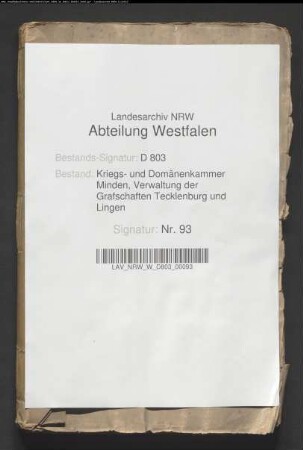 Landesarchiv NRW
Abteilung Westfalen
Bestands-Signatur: D 803
Bestand: Kriegs- und Domänenkammer
Minden, Verwaltung der
Grafschaften Tecklenburg und
Lingen
Signatur: Nr. 93
LAV_NRW_W_D803_00093